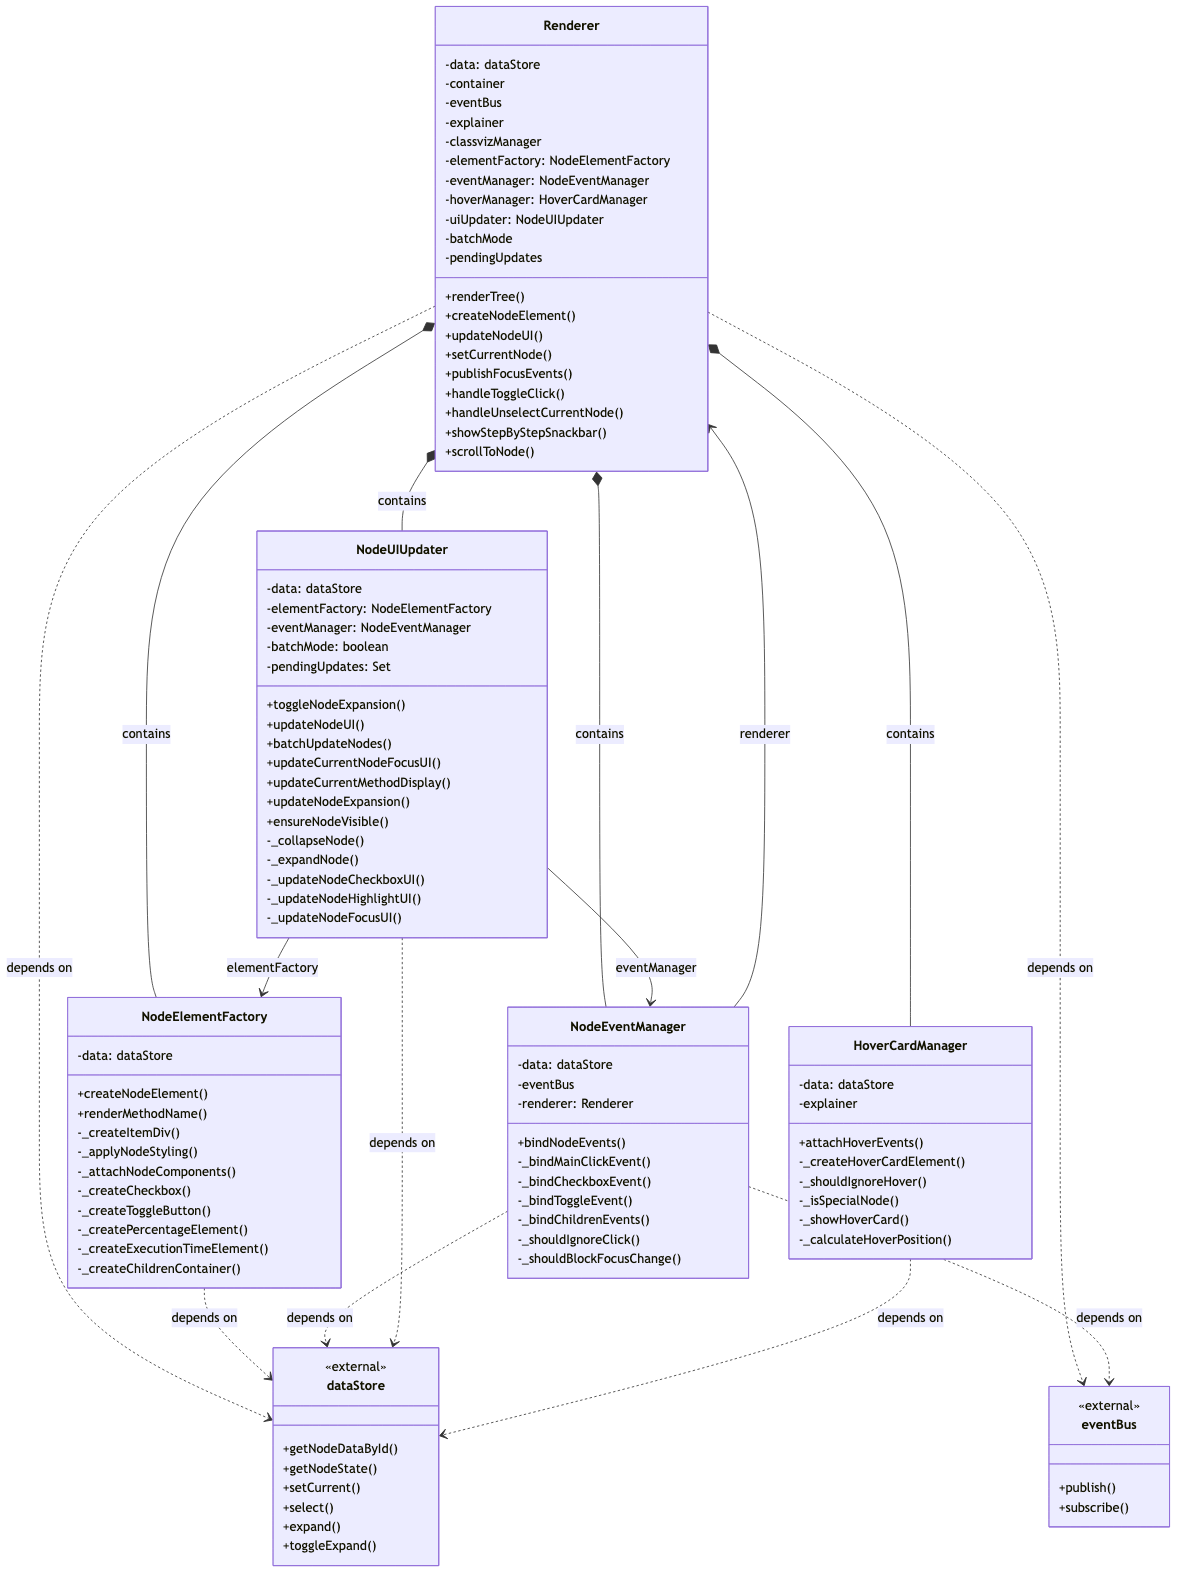 Renderer
-data: dataStore
-container
-eventBus
-explainer
-classvizManager
-elementFactory: NodeElementFactory
-eventManager: NodeEventManager
-hoverManager: HoverCardManager
-uiUpdater: NodeUIUpdater
-batchMode
-pendingUpdates
+renderTree()
+createNodeElement()
+updateNodeUI()
+setCurrentNode()
+publishFocusEvents()
+handleToggleClick()
+handleUnselectCurrentNode()
+showStepByStepSnackbar()
+scrollToNode()
contains
NodeUIUpdater
-data: dataStore
-elementFactory: NodeElementFactory
-eventManager: NodeEventManager
-batchMode: boolean
-pendingUpdates: Set
+toggleNodeExpansion()
+updateNodeUI()
+batchUpdateNodes()
+updateCurrentNodeFocusUI()
+updateCurrentMethodDisplay()
+updateNodeExpansion()
+ensureNodeVisible()
-_collapseNode()
-_expandNode()
-_updateNodeCheckboxUI()
-_updateNodeHighlightUI()
-_updateNodeFocusUI()
contains
contains
renderer
contains
depends on
elementFactory
eventManager
depends on
NodeElementFactory
-data: dataStore
+createNodeElement()
+renderMethodName()
-_createItemDiv()
-_applyNodeStyling()
-_attachNodeComponents()
-_createCheckbox()
-_createToggleButton()
-_createPercentageElement()
-_createExecutionTimeElement()
-_createChildrenContainer()
depends on
NodeEventManager
-data: dataStore
-eventBus
-renderer: Renderer
+bindNodeEvents()
-_bindMainClickEvent()
-_bindCheckboxEvent()
-_bindToggleEvent()
-_bindChildrenEvents()
-_shouldIgnoreClick()
-_shouldBlockFocusChange()
HoverCardManager
-data: dataStore
-explainer
+attachHoverEvents()
-_createHoverCardElement()
-_shouldIgnoreHover()
-_isSpecialNode()
-_showHoverCard()
-_calculateHoverPosition()
depends on
depends on
depends on
depends on
«external»
dataStore
+getNodeDataById()
+getNodeState()
+setCurrent()
+select()
+expand()
+toggleExpand()
«external»
eventBus
+publish()
+subscribe()